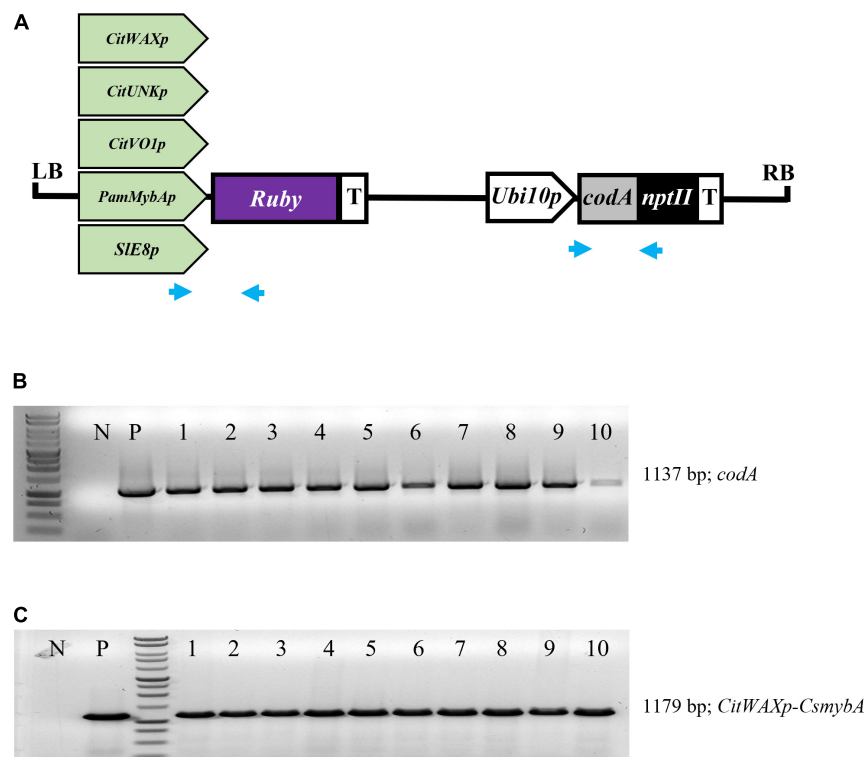 A
CitWAXp
CitUNKp
CitVO1p
LB
PamMybAp
Ruby
T
Ubi10p
codA
nptII
T
RB
SlE8p
B
N P 1 2 3 4 5 6 7 8 9 10
1137 bp; codA
C
N P 1 2 3 4 5 6 7 8 9 10
1179 bp; CitWAXp-CsmybA